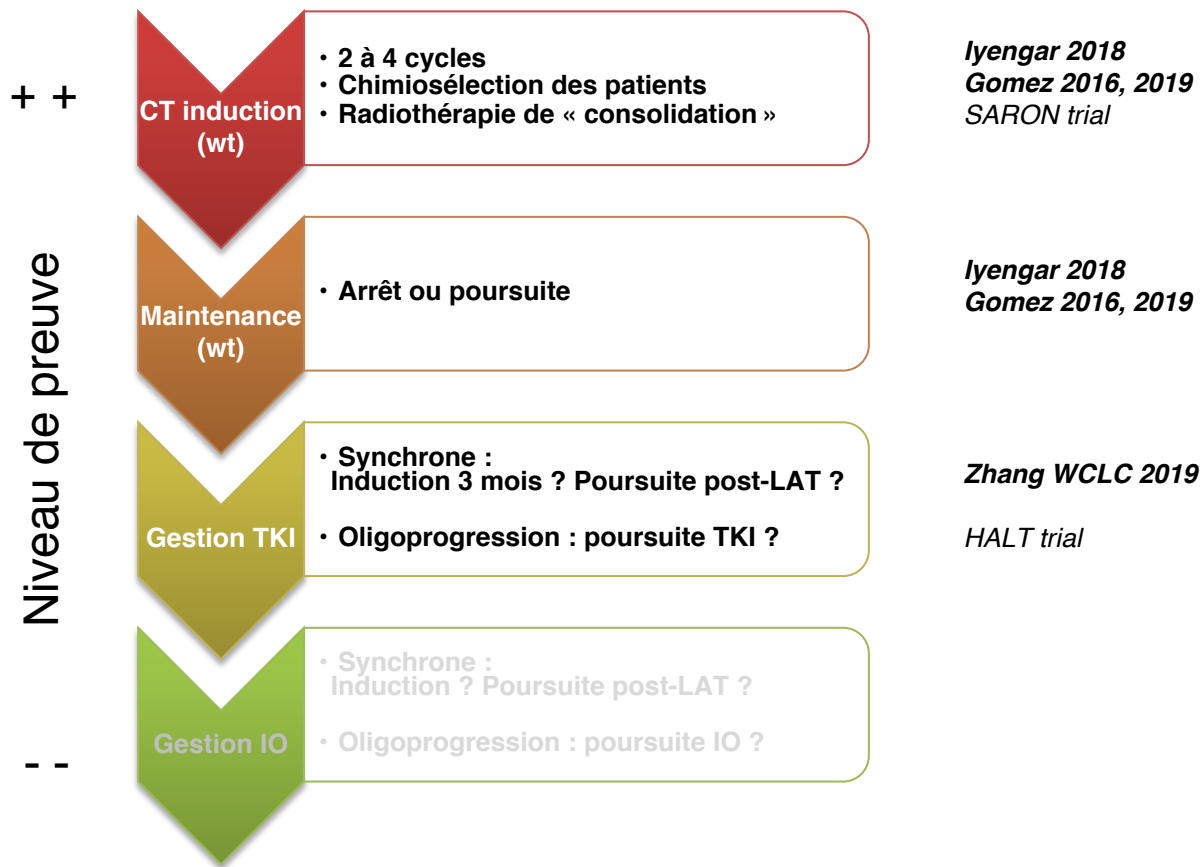 + +
CT induction
(wt)
• 2 à 4 cycles
• Chimiosélection des patients
• Radiothérapie de « consolidation »
Iyengar 2018
Gomez 2016, 2019
SARON trial
Niveau de preuve
Maintenance
(wt)
• Arrêt ou poursuite
Iyengar 2018
Gomez 2016, 2019
Gestion TKI
• Synchrone :
Induction 3 mois ? Poursuite post-LAT ?
• Oligoprogression : poursuite TKI ?
Zhang WCLC 2019
HALT trial
Gestion IO
• Synchrone :
Induction ? Poursuite post-LAT ?
• Oligoprogression : poursuite IO ?
- -